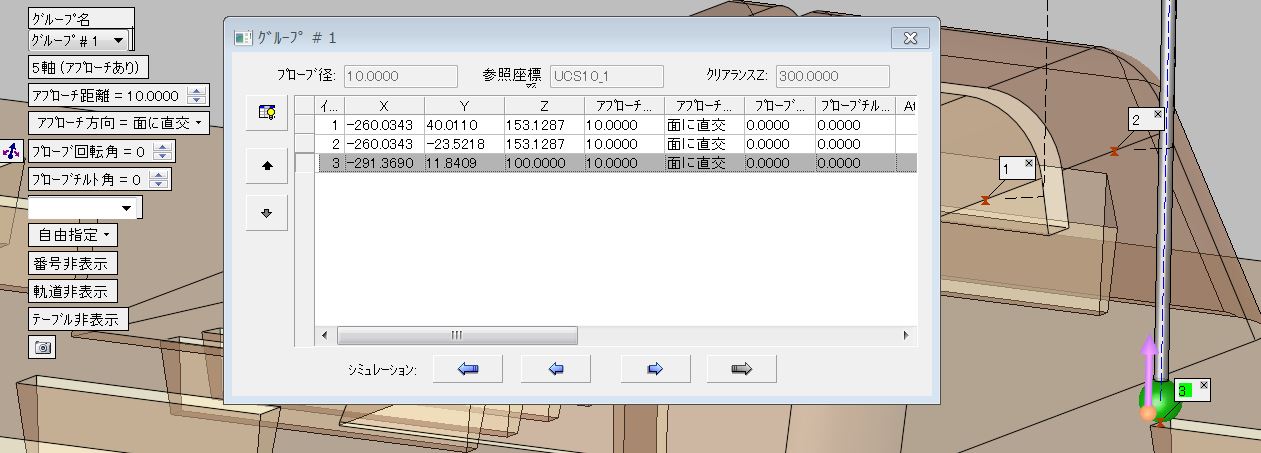 グループ名
グループ # 1
5軸 (アプローチあり)
アプローチ距離 = 10.0000
アプローチ方向 = 面に直交
プローブ回転角 = 0
プローブチルト角 = 0
自由指定
番号非表示
軌道非表示
テーブル非表示
グループ # 1
プローブ径: 10.0000 参照座標 UCS10_1 クリアランスZ: 300.0000
イ... X Y Z アプローチ... アプローチ... プローブ... プローブチル... At
1 -260.0343 40.0110 153.1287 10.0000 面に直交 0.0000 0.0000
2 -260.0343 -23.5218 153.1287 10.0000 面に直交 0.0000 0.0000
3 -291.3690 11.8409 100.0000 10.0000 面に直交 0.0000 0.0000
シミュレーション:
2
1
3